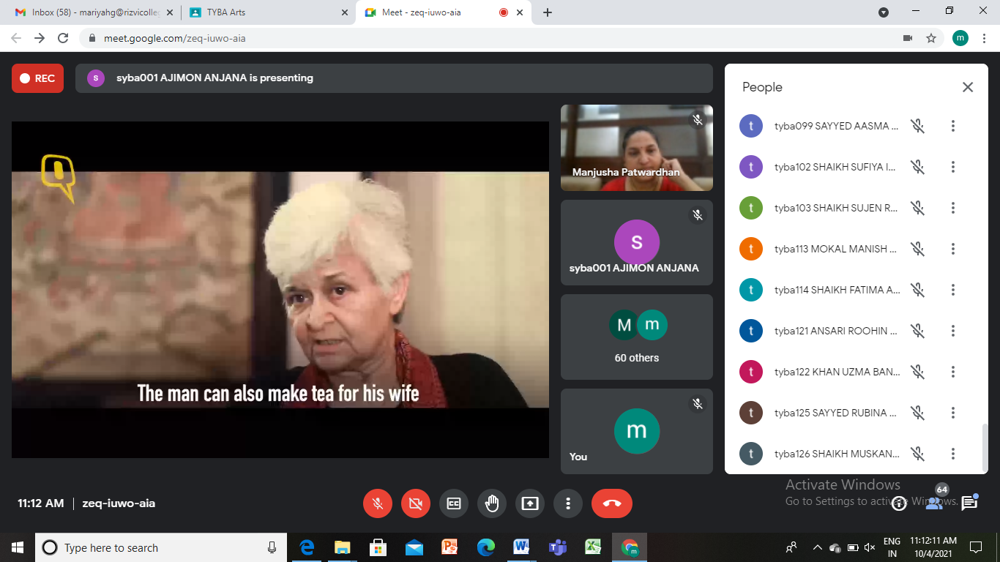 Inbox (58) - mariyahg@rizvicolle
TYBA Arts
Meet - zeq-iuwo-aia
meet.google.com/zeq-iuwo-aia
m
REC
s
syba001 AJIMON ANJANA is presenting
The man can also make tea for his wife
Manjusha Patwardhan
s
syba001 AJIMON ANJANA
M m
60 others
m
You
People
t tyba099 SAYYED AASMA ...
t tyba102 SHAIKH SUFIYA I...
t tyba103 SHAIKH SUJEN R...
t tyba113 MOKAL MANISH ...
t tyba114 SHAIKH FATIMA A...
t tyba121 ANSARI ROOHIN ...
t tyba122 KHAN UZMA BAN...
t tyba125 SAYYED RUBINA ...
t tyba126 SHAIKH MUSKAN...
Activate Windows
Go to Settings to activate Windows.
64
11:12 AM | zeq-iuwo-aia
CC
Type here to search
ENG
IN
11:12:11 AM
10/4/2021